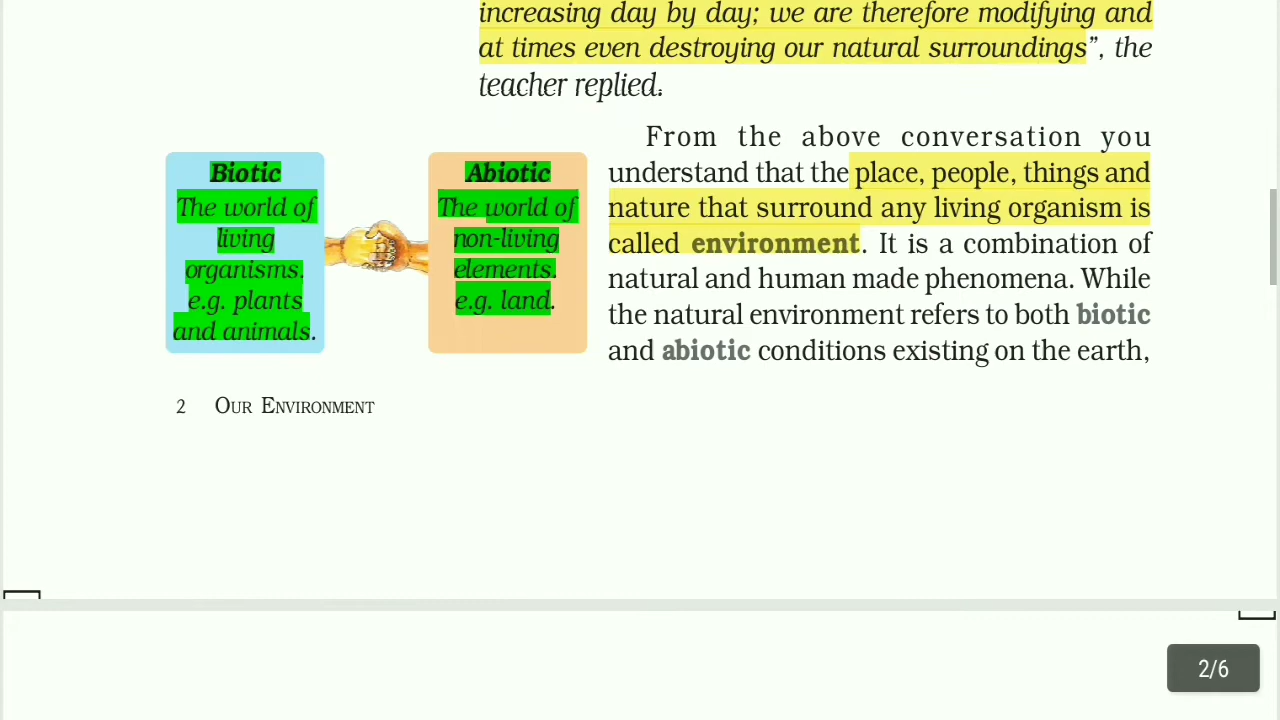 increasing day by day; we are therefore modifying and
at times even destroying our natural surroundings”, the
teacher replied.
From the above conversation you
understand that the place, people, things and
nature that surround any living organism is
called environment. It is a combination of
natural and human made phenomena. While
the natural environment refers to both biotic
and abiotic conditions existing on the earth,
Biotic
The world of
living
organisms.
e.g. plants
and animals.
Abiotic
The world of
non-living
elements.
e.g. land.
2 OUR ENVIRONMENT
2/6